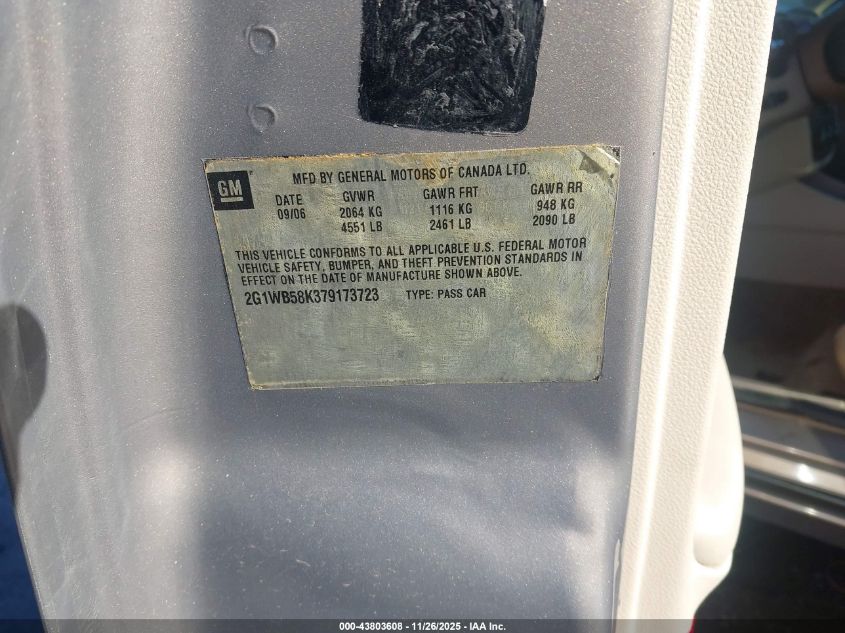 MFD BY GENERAL MOTORS OF CANADA LTD.
GM
DATE GVWR GAWR FRT GAWR RR
09/06 2064 KG 1116 KG 948 KG
4551 LB 2461 LB 2090 LB
THIS VEHICLE CONFORMS TO ALL APPLICABLE U.S. FEDERAL MOTOR
VEHICLE SAFETY, BUMPER, AND THEFT PREVENTION STANDARDS IN
EFFECT ON THE DATE OF MANUFACTURE SHOWN ABOVE.
2G1WB58K379173723 TYPE: PASS CAR
000-43803608 - 11/26/2025 - IAA Inc.